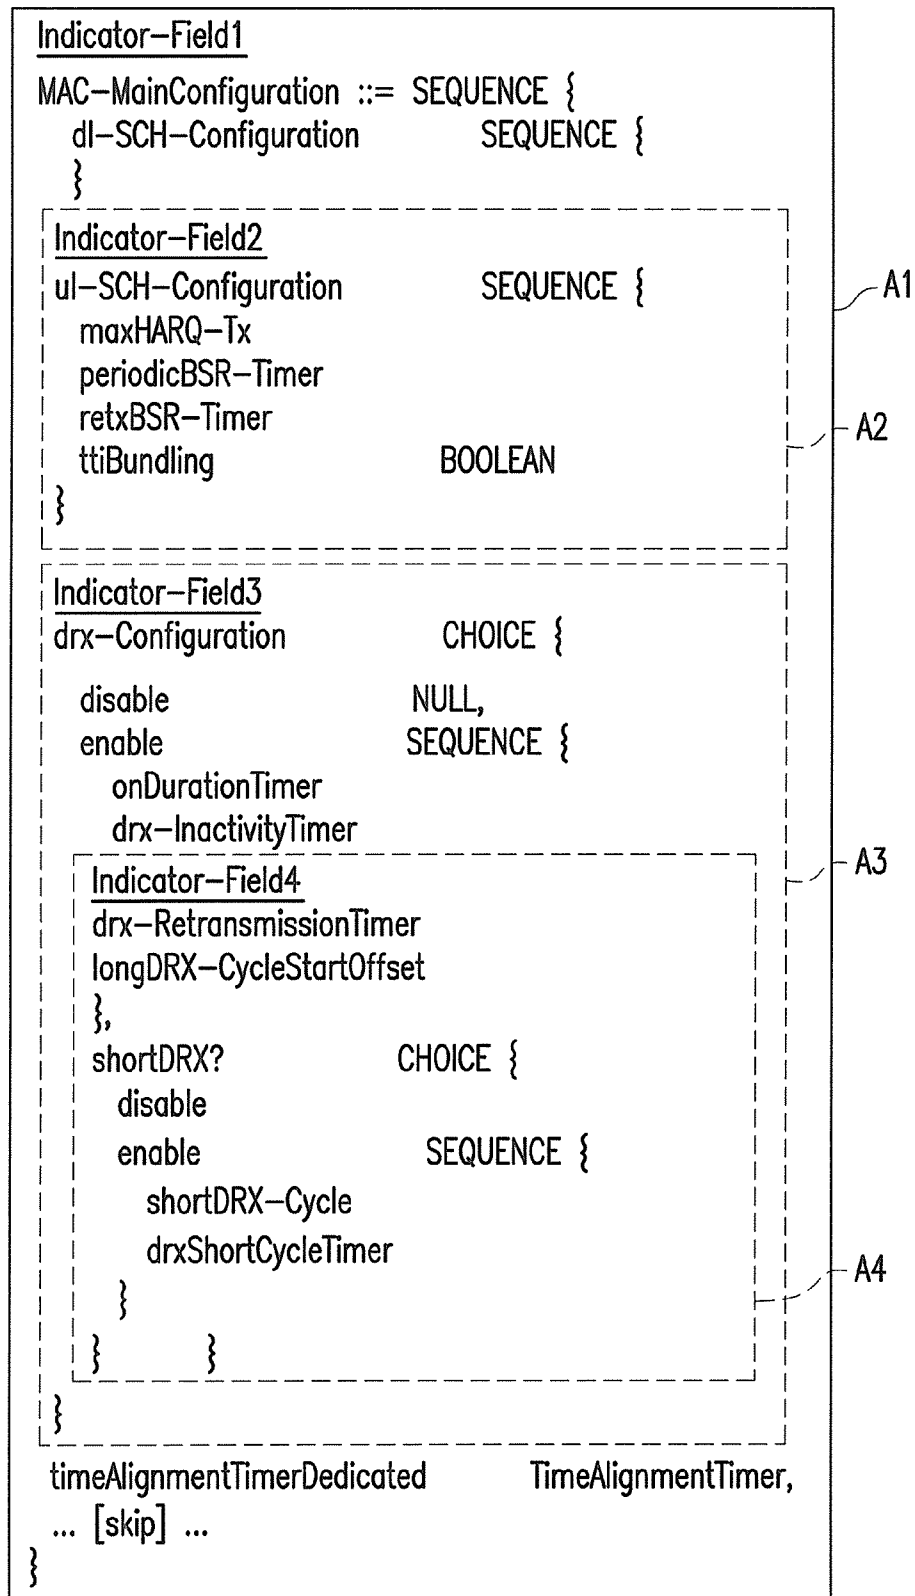 Indicator-Field1
MAC-MainConfiguration ::= SEQUENCE {
dl-SCH-Configuration SEQUENCE {
}
Indicator-Field2
ul-SCH-Configuration SEQUENCE {
A1
maxHARQ-Tx
periodicBSR-Timer
retxBSR-Timer
A2
ttiBundling BOOLEAN
}
Indicator-Field3
drx-Configuration CHOICE {
disable NULL,
enable SEQUENCE {
onDurationTimer
drx-InactivityTimer
A3
Indicator-Field4
drx-RetransmissionTimer
longDRX-CycleStartOffset
},
shortDRX? CHOICE {
disable
enable SEQUENCE {
shortDRX-Cycle
drxShortCycleTimer
A4
}
} }
}
timeAlignmentTimerDedicated TimeAlignmentTimer,
... [skip] ...
}